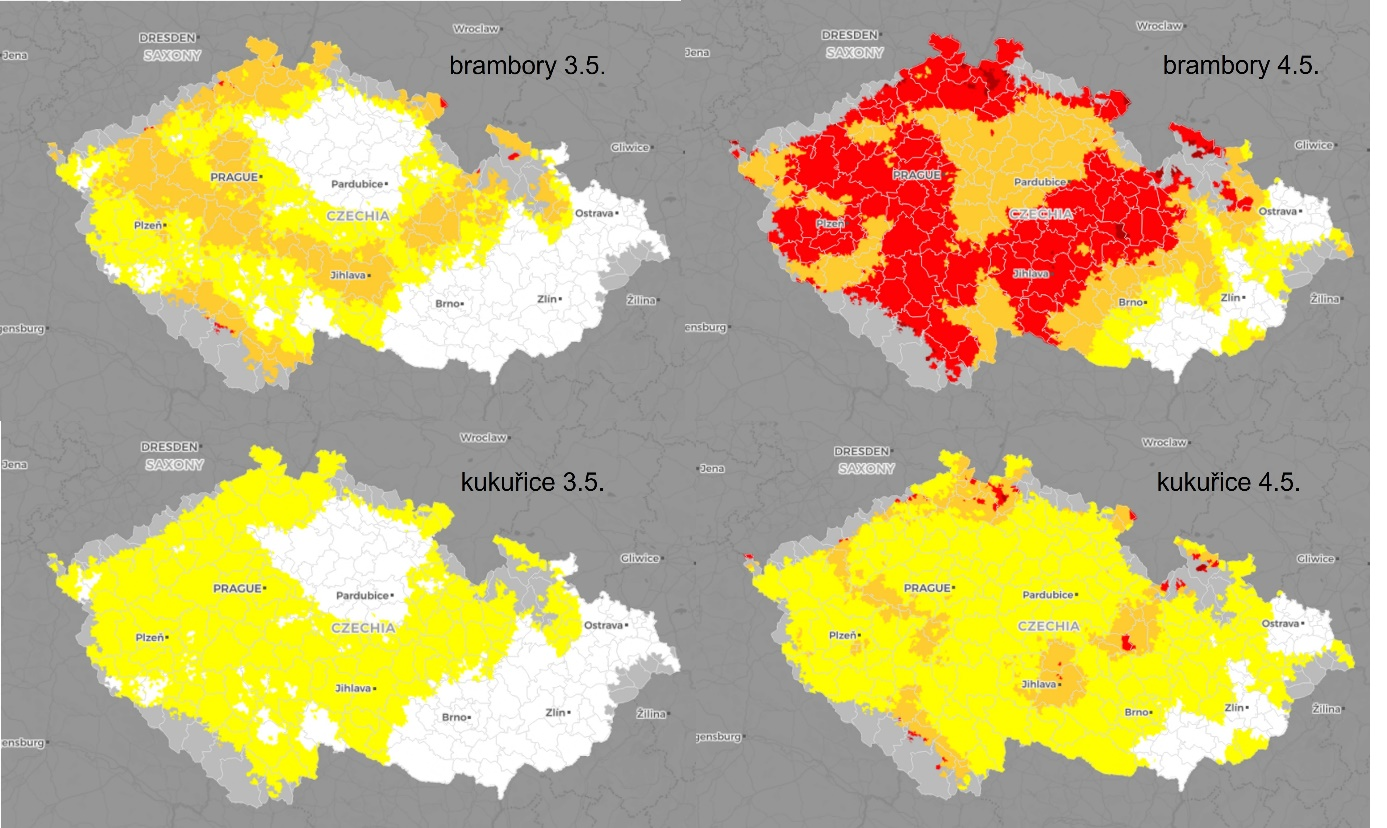 DRESDEN
SAXONY
Jena
Wroclaw
brambory 3.5.
Gliwice
PRAGUE
Pardubice
CZECHIA
Ostrava
Plzeň
Jihlava
Brno
Zlín
Žilina
gensburg
DRESDEN
SAXONY
Jena
Wroclaw
brambory 4.5.
Gliwice
PRAGUE
Pardubice
CZECHIA
Ostrava
Plzeň
Jihlava
Brno
Zlín
Žilina
ensburg
DRESDEN
SAXONY
Jena
Wroclaw
kukuřice 3.5.
Gliwice
PRAGUE
Pardubice
CZECHIA
Ostrava
Plzeň
Jihlava
Brno
Zlín
Žilina
ensburg
DRESDEN
SAXONY
Jena
Wroclaw
kukuřice 4.5.
Gliwice
PRAGUE
Pardubice
CZECHIA
Ostrava
Plzeň
Jihlava
Brno
Zlín
Žilina
gensburg